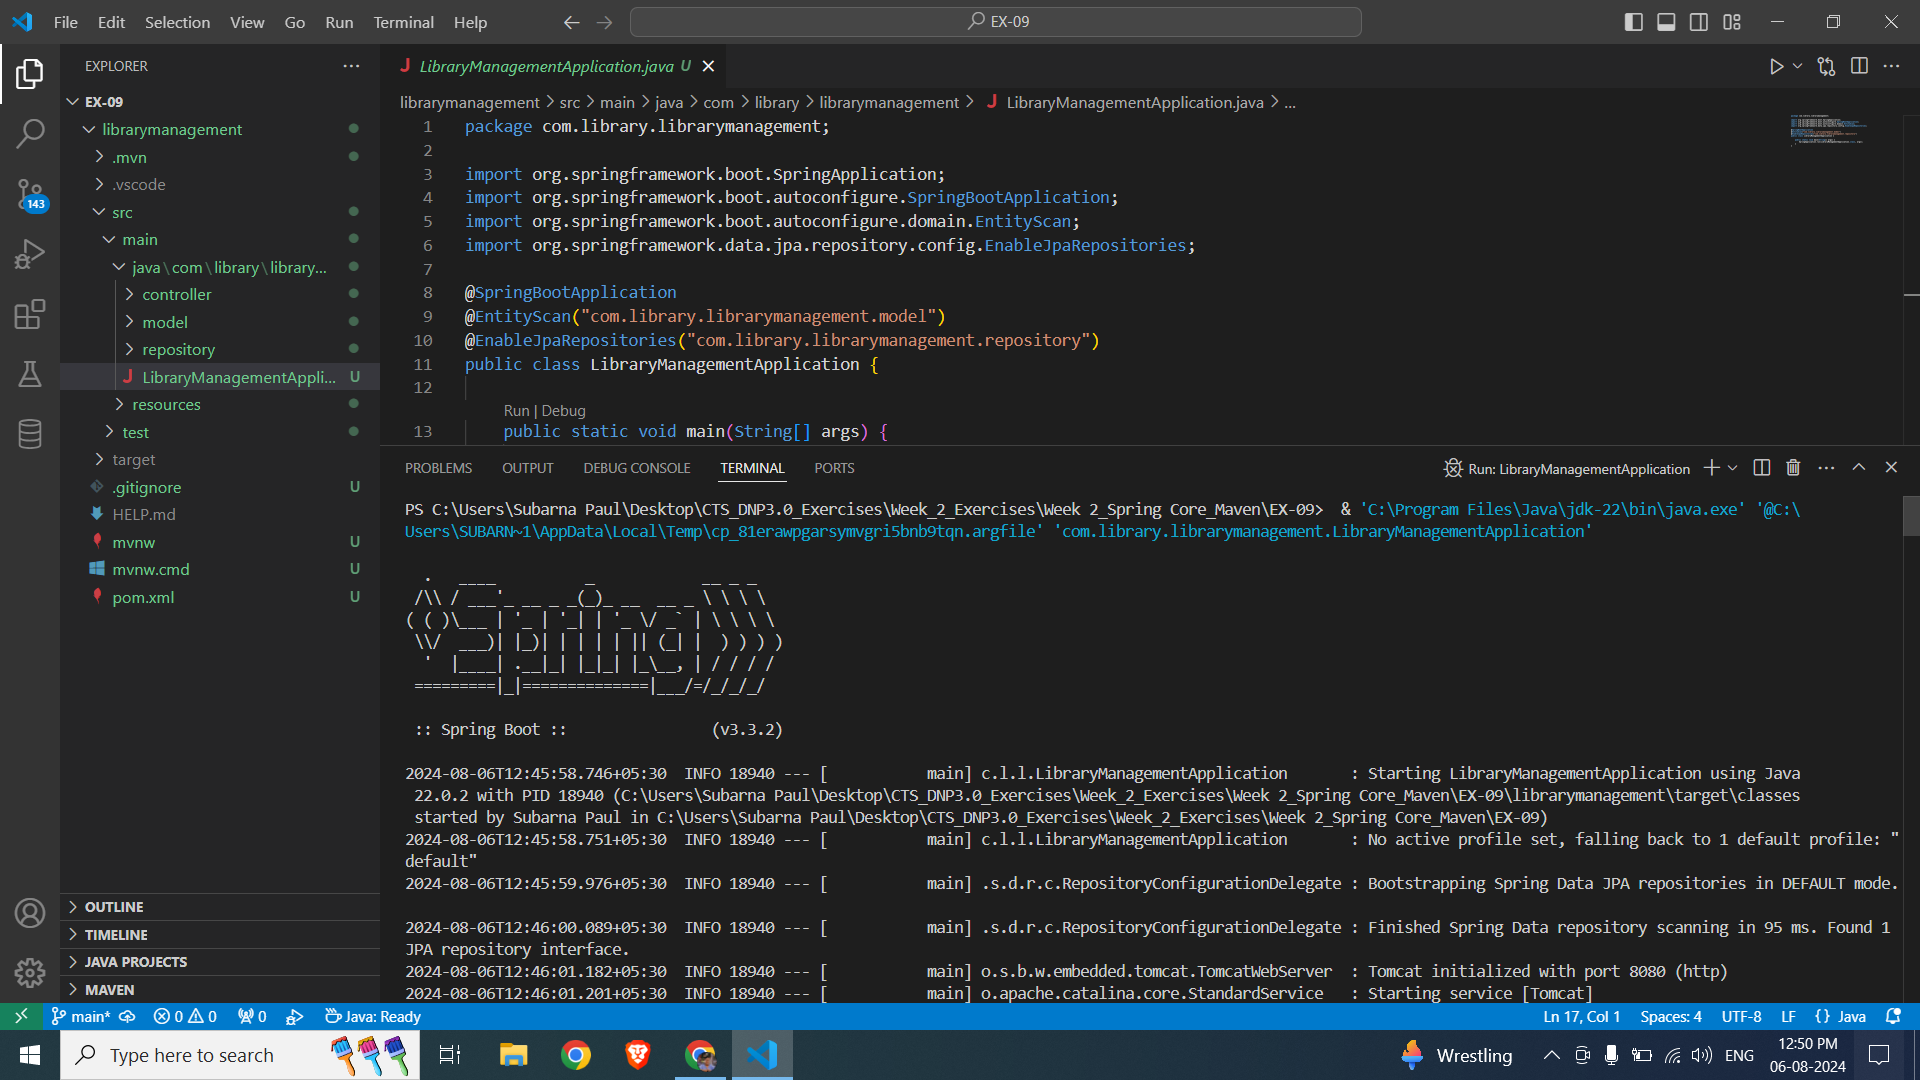 File Edit Selection View Go Run Terminal Help
EX-09
EXPLORER
EX-09
librarymanagement
.mvn
.vscode
src
main
java\com\library\library...
controller
model
repository
LibraryManagementAppli... U
resources
test
target
.gitignore U
HELP.md
mvnw U
mvnw.cmd U
pom.xml U
OUTLINE
TIMELINE
JAVA PROJECTS
MAVEN
143
LibraryManagementApplication.java U
librarymanagement > src > main > java > com > library > librarymanagement > LibraryManagementApplication.java > ...
1 package com.library.librarymanagement;
2
3 import org.springframework.boot.SpringApplication;
4 import org.springframework.boot.autoconfigure.SpringBootApplication;
5 import org.springframework.boot.autoconfigure.domain.EntityScan;
6 import org.springframework.data.jpa.repository.config.EnableJpaRepositories;
7
8 @SpringBootApplication
9 @EntityScan("com.library.librarymanagement.model")
10 @EnableJpaRepositories("com.library.librarymanagement.repository")
11 public class LibraryManagementApplication {
12
Run | Debug
13 public static void main(String[] args) {
PROBLEMS OUTPUT DEBUG CONSOLE TERMINAL PORTS
Run: LibraryManagementApplication
PS C:\Users\Subarna Paul\Desktop\CTS_DNP3.0_Exercises\Week_2_Exercises\Week 2_Spring Core_Maven\EX-09> & 'C:\Program Files\Java\jdk-22\bin\java.exe' '@C:\
Users\SUBARN~1\AppData\Local\Temp\cp_81erawpgarsymvgri5bnb9tqn.argfile' 'com.library.librarymanagement.LibraryManagementApplication'
Spring
:: Spring Boot :: (v3.3.2)
2024-08-06T12:45:58.746+05:30 INFO 18940 --- [ main] c.l.l.LibraryManagementApplication : Starting LibraryManagementApplication using Java
22.0.2 with PID 18940 (C:\Users\Subarna Paul\Desktop\CTS_DNP3.0_Exercises\Week_2_Exercises\Week 2_Spring Core_Maven\EX-09\librarymanagement\target\classes
started by Subarna Paul in C:\Users\Subarna Paul\Desktop\CTS_DNP3.0_Exercises\Week_2_Exercises\Week 2_Spring Core_Maven\EX-09)
2024-08-06T12:45:58.751+05:30 INFO 18940 --- [ main] c.l.l.LibraryManagementApplication : No active profile set, falling back to 1 default profile: "
default"
2024-08-06T12:45:59.976+05:30 INFO 18940 --- [ main] .s.d.r.c.RepositoryConfigurationDelegate : Bootstrapping Spring Data JPA repositories in DEFAULT mode.
2024-08-06T12:46:00.089+05:30 INFO 18940 --- [ main] .s.d.r.c.RepositoryConfigurationDelegate : Finished Spring Data repository scanning in 95 ms. Found 1
JPA repository interface.
2024-08-06T12:46:01.182+05:30 INFO 18940 --- [ main] o.s.b.w.embedded.tomcat.TomcatWebServer : Tomcat initialized with port 8080 (http)
2024-08-06T12:46:01.201+05:30 INFO 18940 --- [ main] o.apache.catalina.core.StandardService : Starting service [Tomcat]
main* 0 0 0 Java: Ready
Ln 17, Col 1 Spaces: 4 UTF-8 LF {} Java
Type here to search
Wrestling
ENG
12:50 PM
06-08-2024